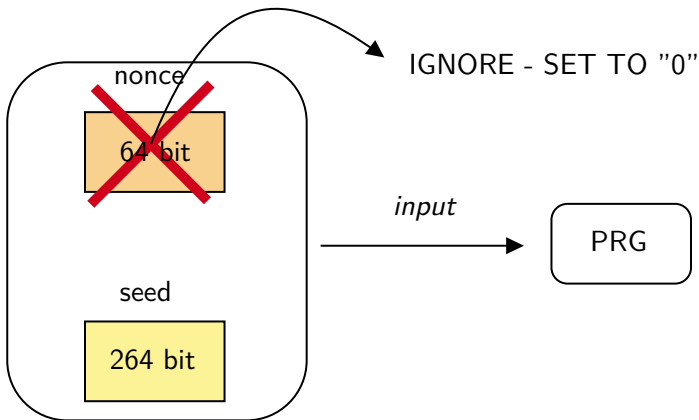 nonce
IGNORE - SET TO "0"
64 bit
input
PRG
seed
264 bit